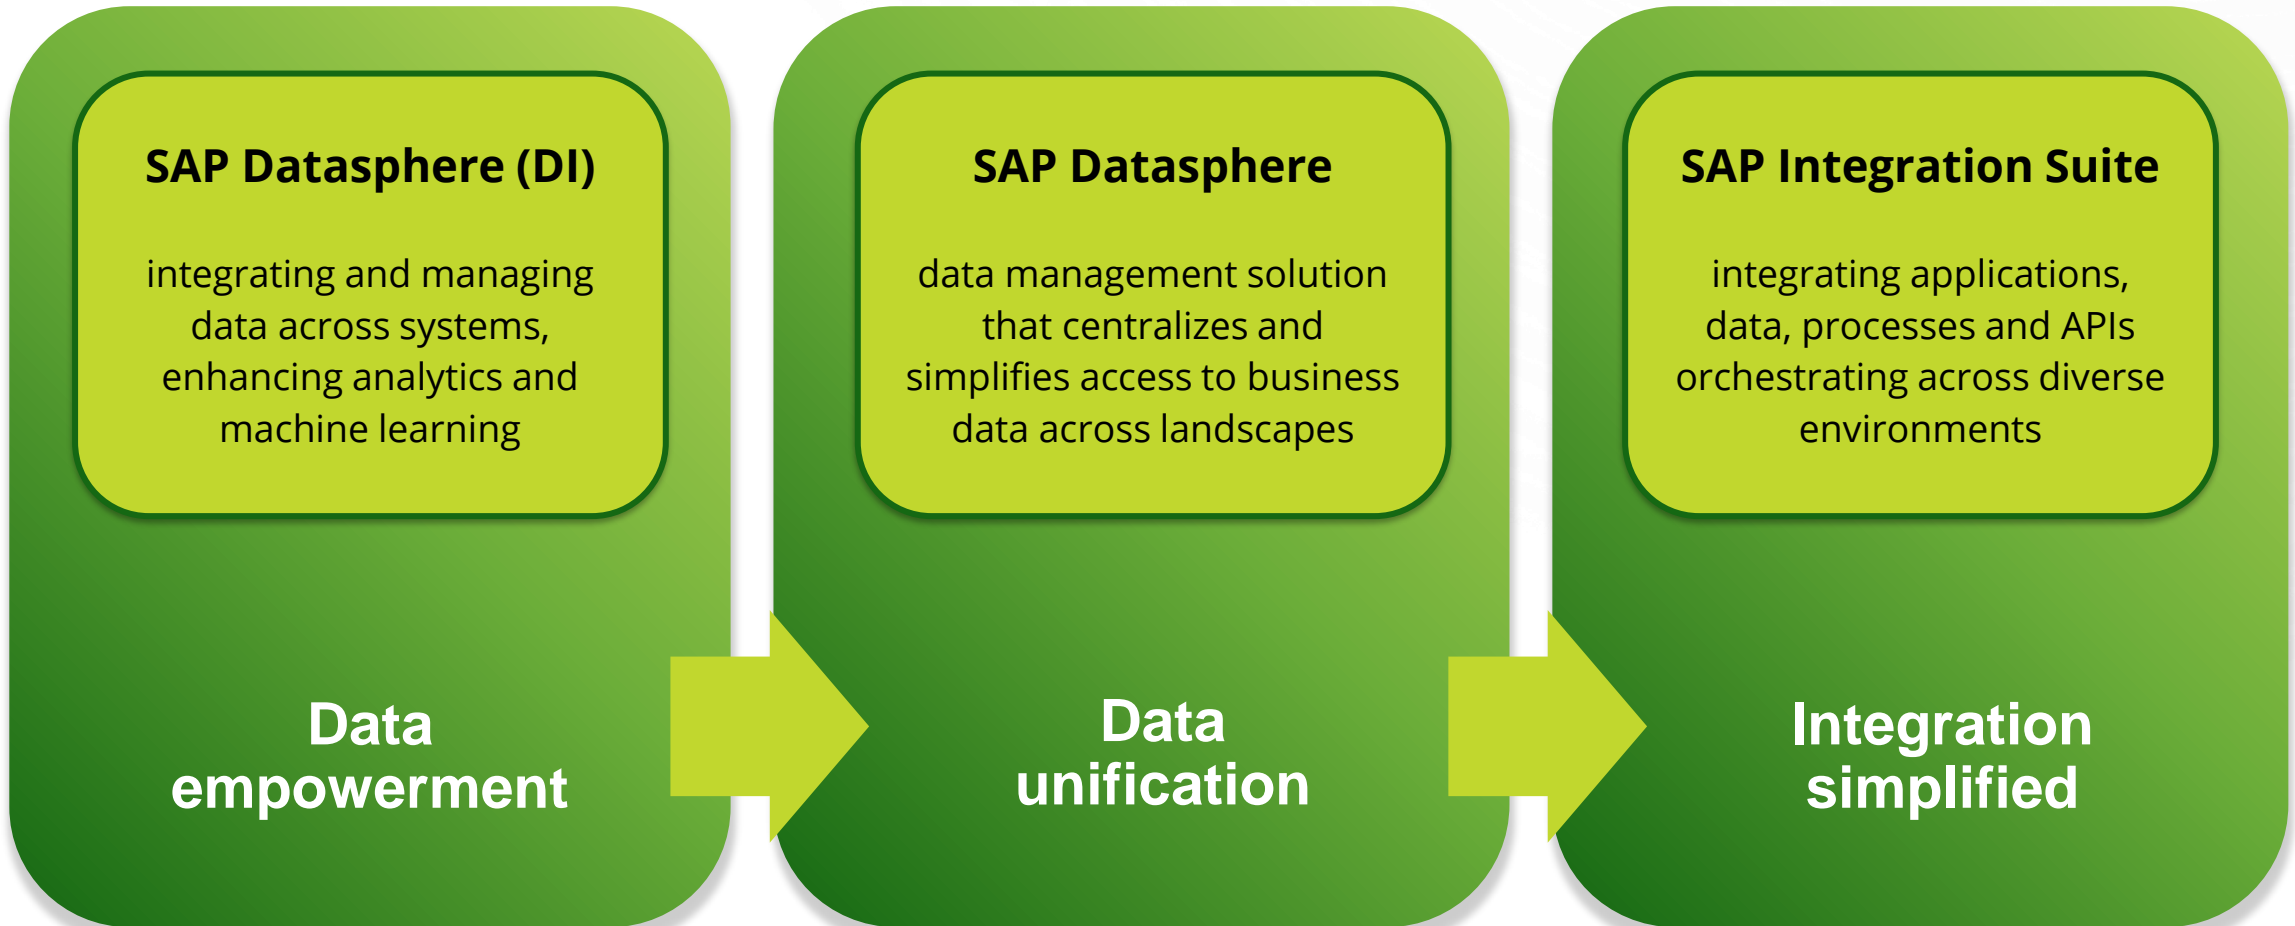 SAP Datasphere (DI)
integrating and managing
data across systems,
enhancing analytics and
machine learning
Data
empowerment
SAP Datasphere
data management solution
that centralizes and
simplifies access to business
data across landscapes
Data
unification
SAP Integration Suite
integrating applications,
data, processes and APIs
orchestrating across diverse
environments
Integration
simplified